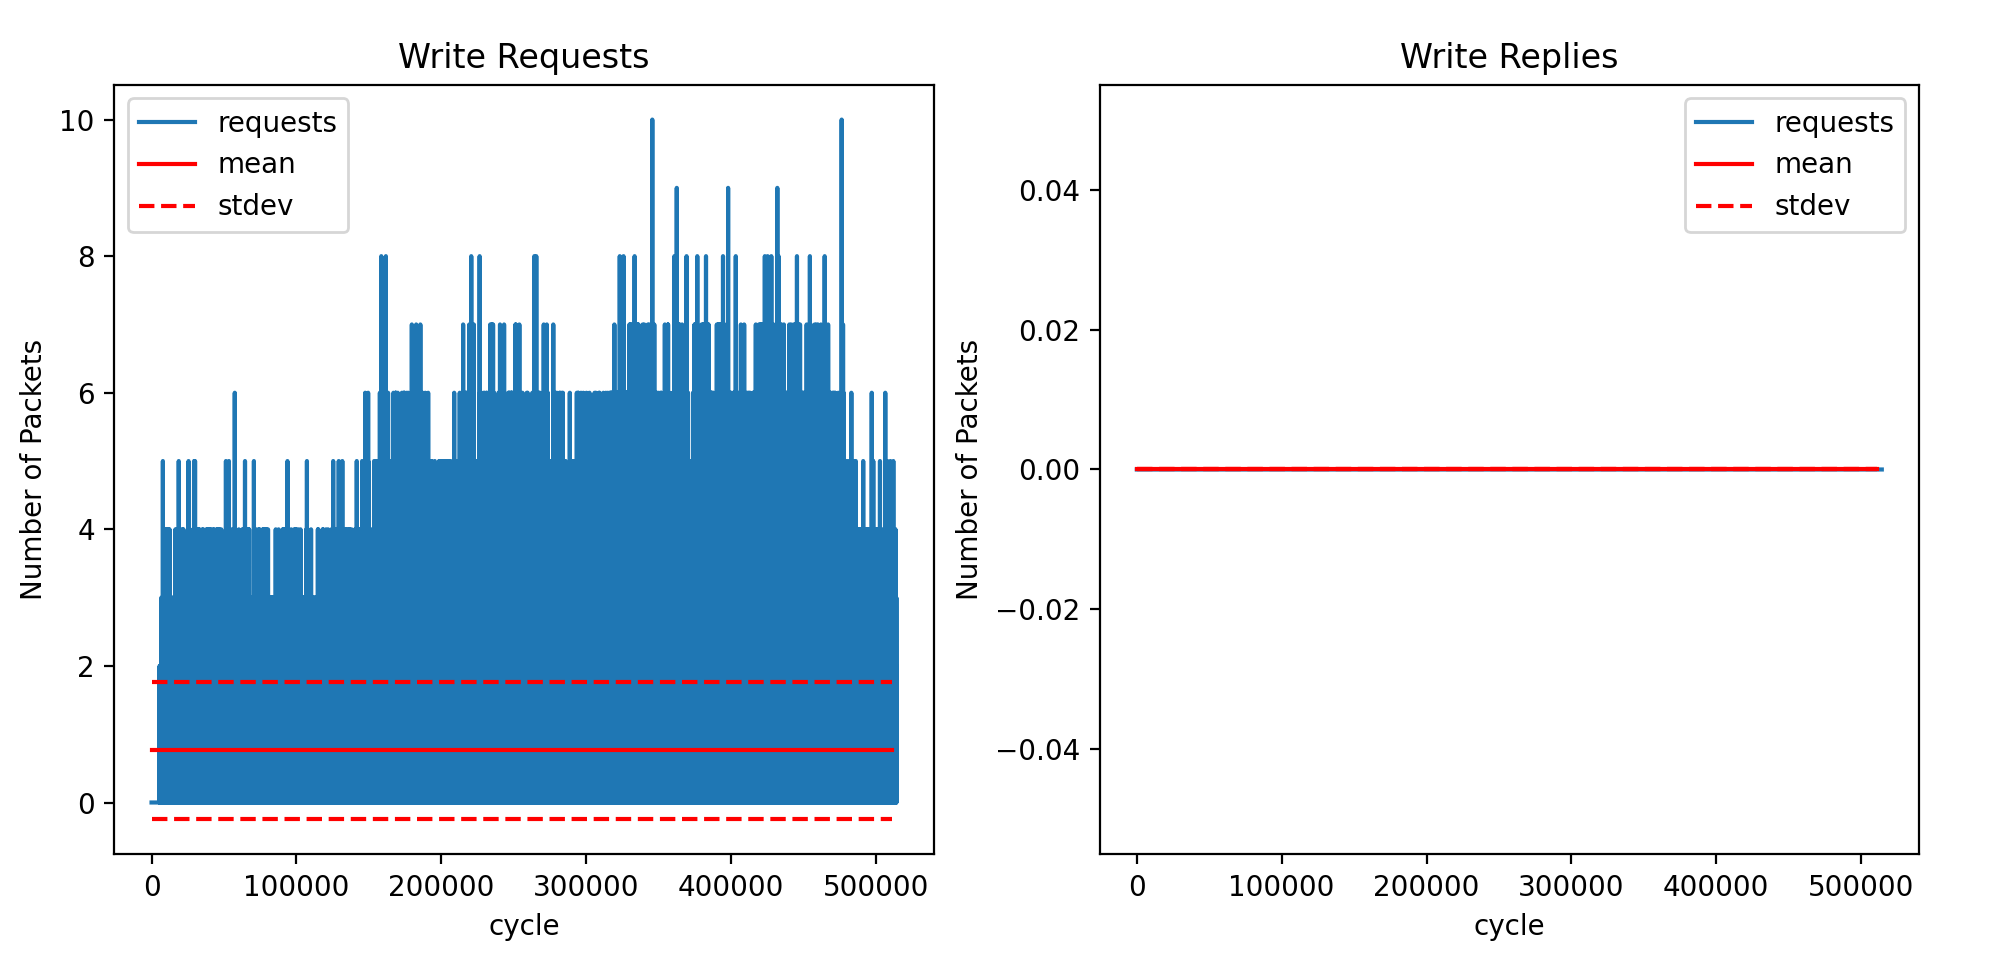 Write Requests
requests
mean
stdev
Number of Packets
10
8
6
4
2
0
0 100000 200000 300000 400000 500000
cycle
Write Replies
requests
mean
stdev
Number of Packets
0.04
0.02
0.00
−0.02
−0.04
0 100000 200000 300000 400000 500000
cycle